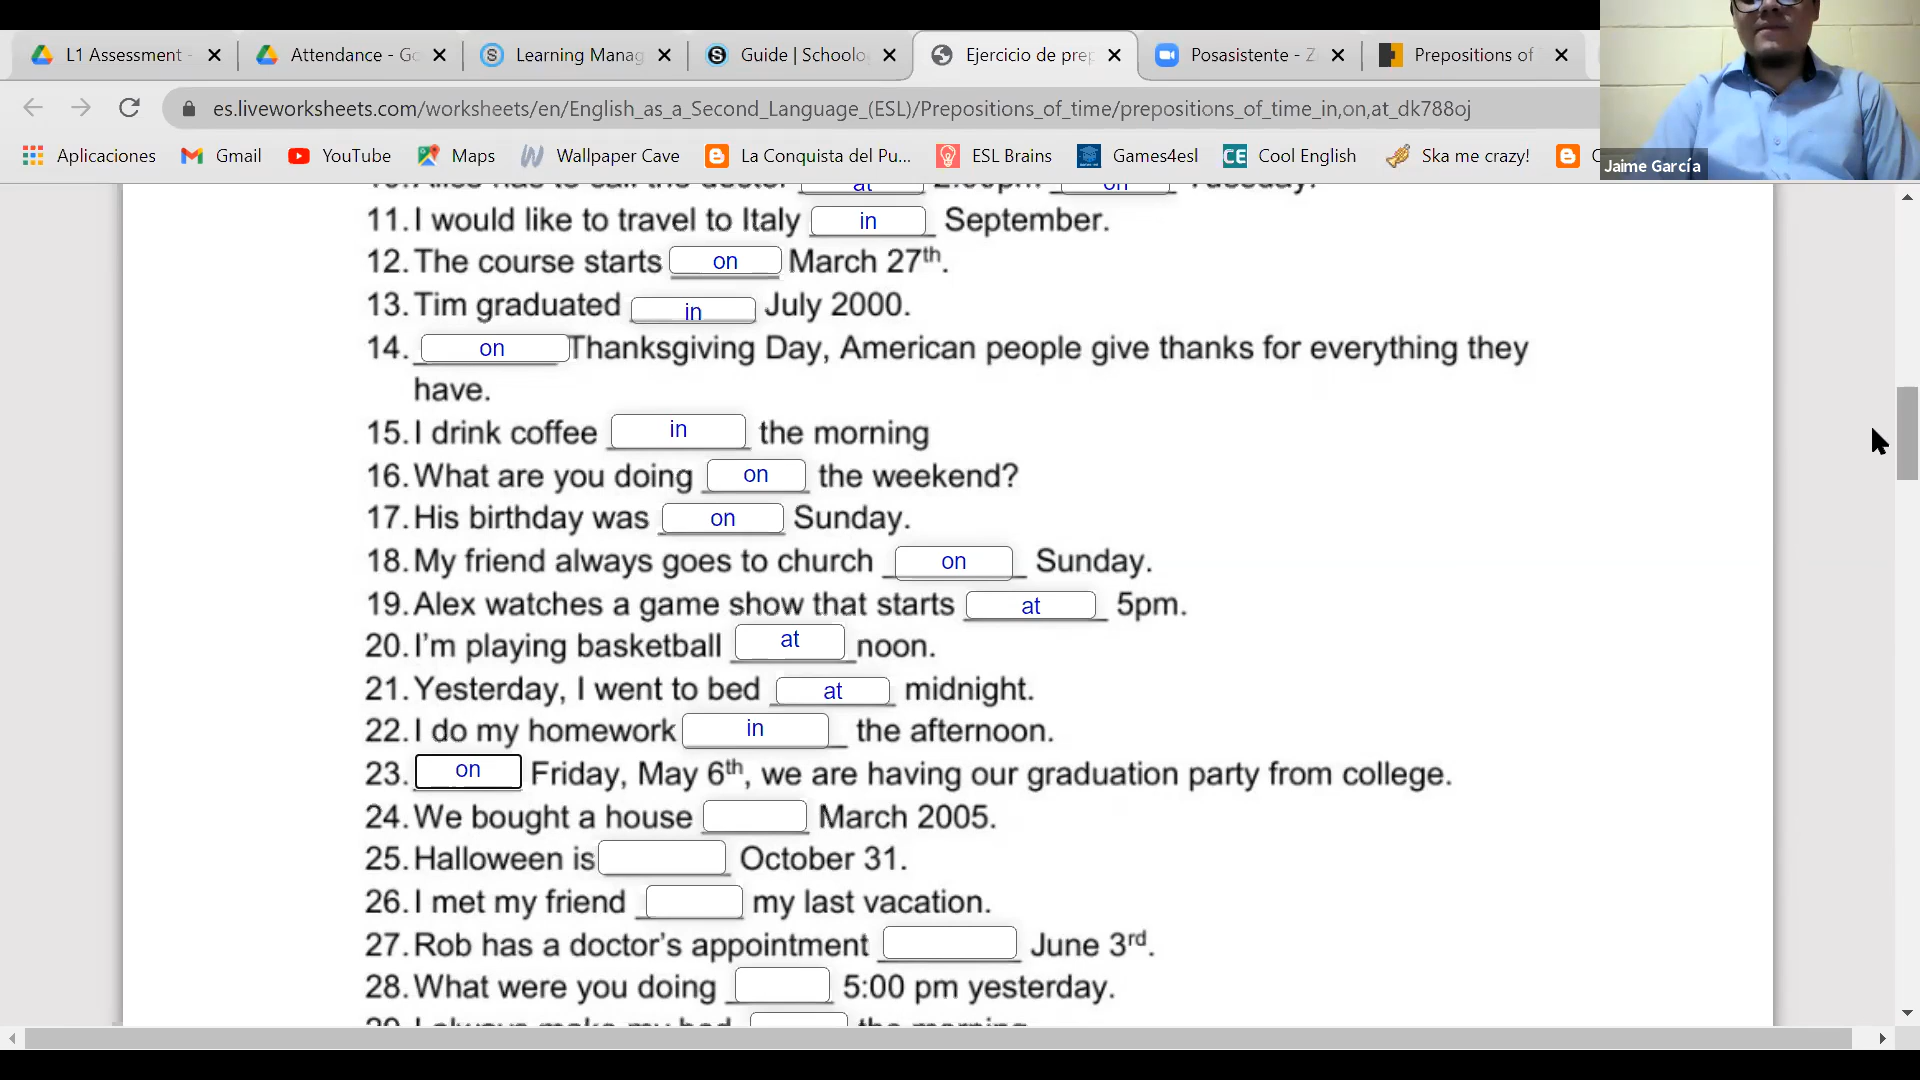 L1 Assessment -
Attendance - Go
Learning Manag
Guide | Schoolo
Ejercicio de prep
Posasistente - Z
Prepositions of
es.liveworksheets.com/worksheets/en/English_as_a_Second_Language_(ESL)/Prepositions_of_time/prepositions_of_time_in,on,at_dk788oj
Aplicaciones
Gmail
YouTube
Maps
Wallpaper Cave
La Conquista del Pu...
ESL Brains
Games4esl
Cool English
Ska me crazy!
Jaime García
at on
11. I would like to travel to Italy in September.
12. The course starts on March 27th.
13. Tim graduated in July 2000.
14. on Thanksgiving Day, American people give thanks for everything they
have.
15. I drink coffee in the morning
16. What are you doing on the weekend?
17. His birthday was on Sunday.
18. My friend always goes to church on Sunday.
19. Alex watches a game show that starts at 5pm.
20. I'm playing basketball at noon.
21. Yesterday, I went to bed at midnight.
22. I do my homework in the afternoon.
23. on Friday, May 6th, we are having our graduation party from college.
24. We bought a house March 2005.
25. Halloween is October 31.
26. I met my friend my last vacation.
27. Rob has a doctor's appointment June 3rd.
28. What were you doing 5:00 pm yesterday.